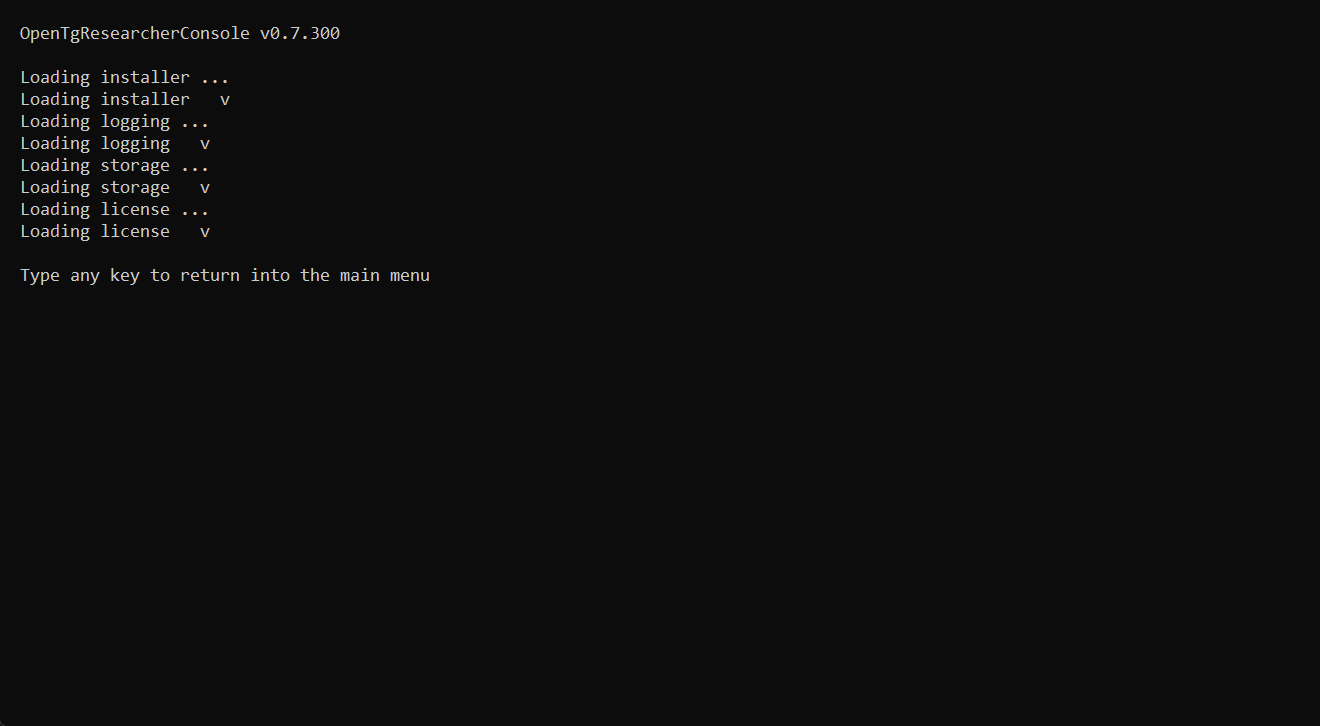 OpenTgResearcherConsole v0.7.300
Loading installer ...
Loading installer   v
Loading logging ...
Loading logging   v
Loading storage ...
Loading storage   v
Loading license ...
Loading license   v
Type any key to return into the main menu